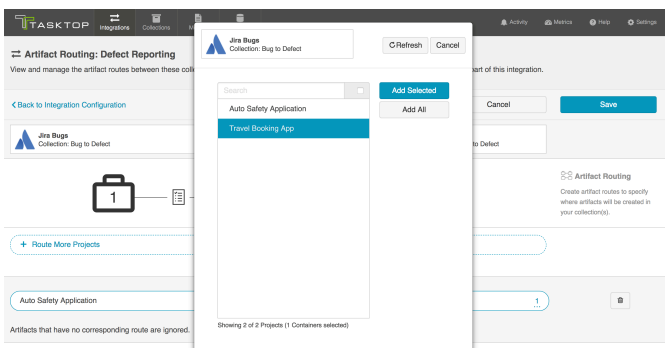 TASKTOP
Integrations
Collections
M
Activity
Metrics
Help
Settings
Artifact Routing: Defect Reporting
View and manage the artifact routes between these coll
part of this integration.
Back to Integration Configuration
Cancel
Save
Jira Bugs
Collection: Bug to Defect
to Defect
1
Artifact Routing
Create artifact routes to specify
where artifacts will be created in
your collection(s).
+ Route More Projects
Auto Safety Application
1
Artifacts that have no corresponding route are ignored.
Jira Bugs
Collection: Bug to Defect
Refresh
Cancel
Search
Add Selected
Auto Safety Application
Add All
Travel Booking App
Showing 2 of 2 Projects (1 Containers selected)